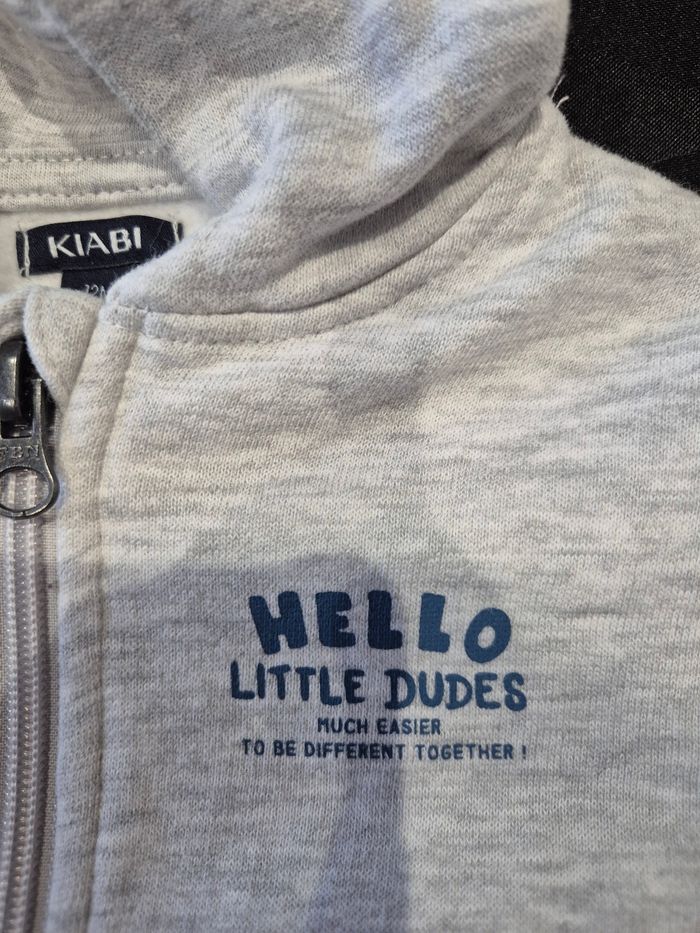 KIABI
HELLO
LITTLE DUDES
MUCH EASIER
TO BE DIFFERENT TOGETHER !